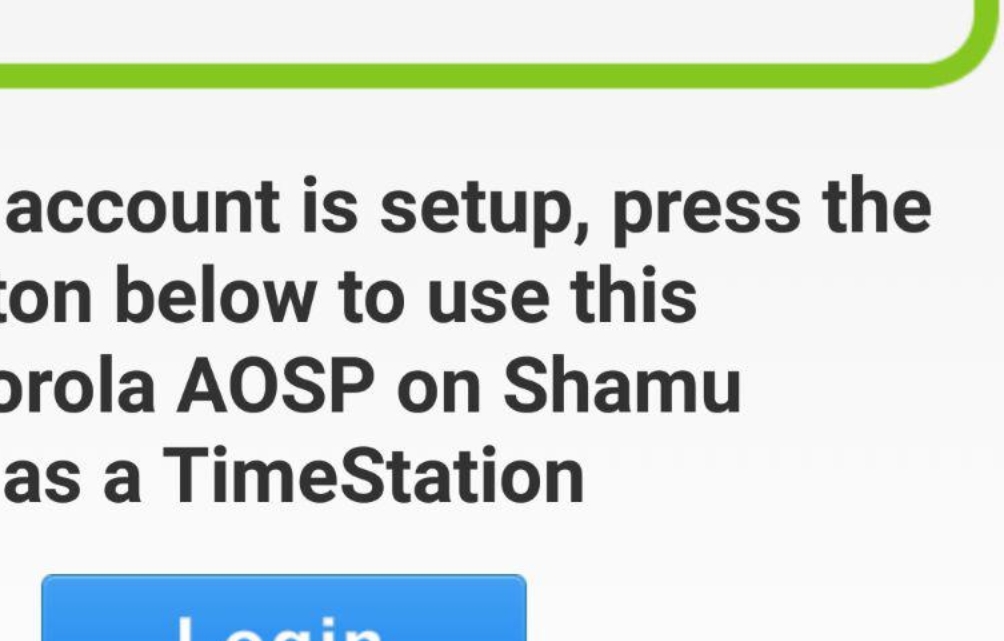 account is setup, press the
ton below to use this
orola AOSP on Shamu
as a TimeStation
Login